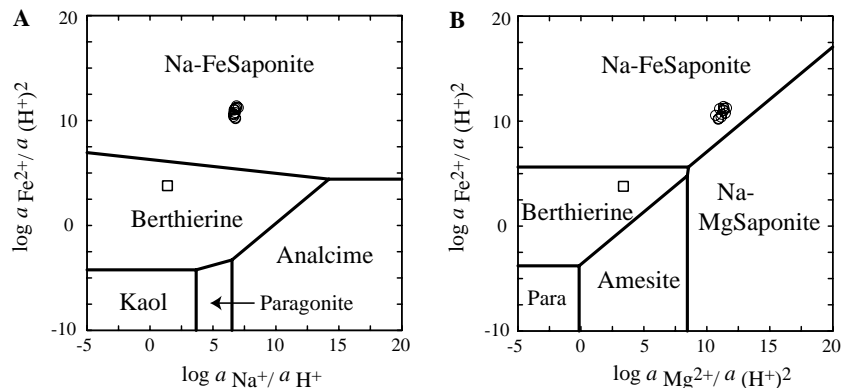 A
20
10
0
-10
-5 0 5 10 15 20
log a Fe2+/ a (H+)2
log a Na+/ a H+
Na-FeSaponite
Berthierine
Analcime
Kaol
Paragonite
B
20
10
0
-10
-5 0 5 10 15 20
log a Fe2+/ a (H+)2
log a Mg2+/ a (H+)2
Na-FeSaponite
Berthierine
Na-
MgSaponite
Amesite
Para